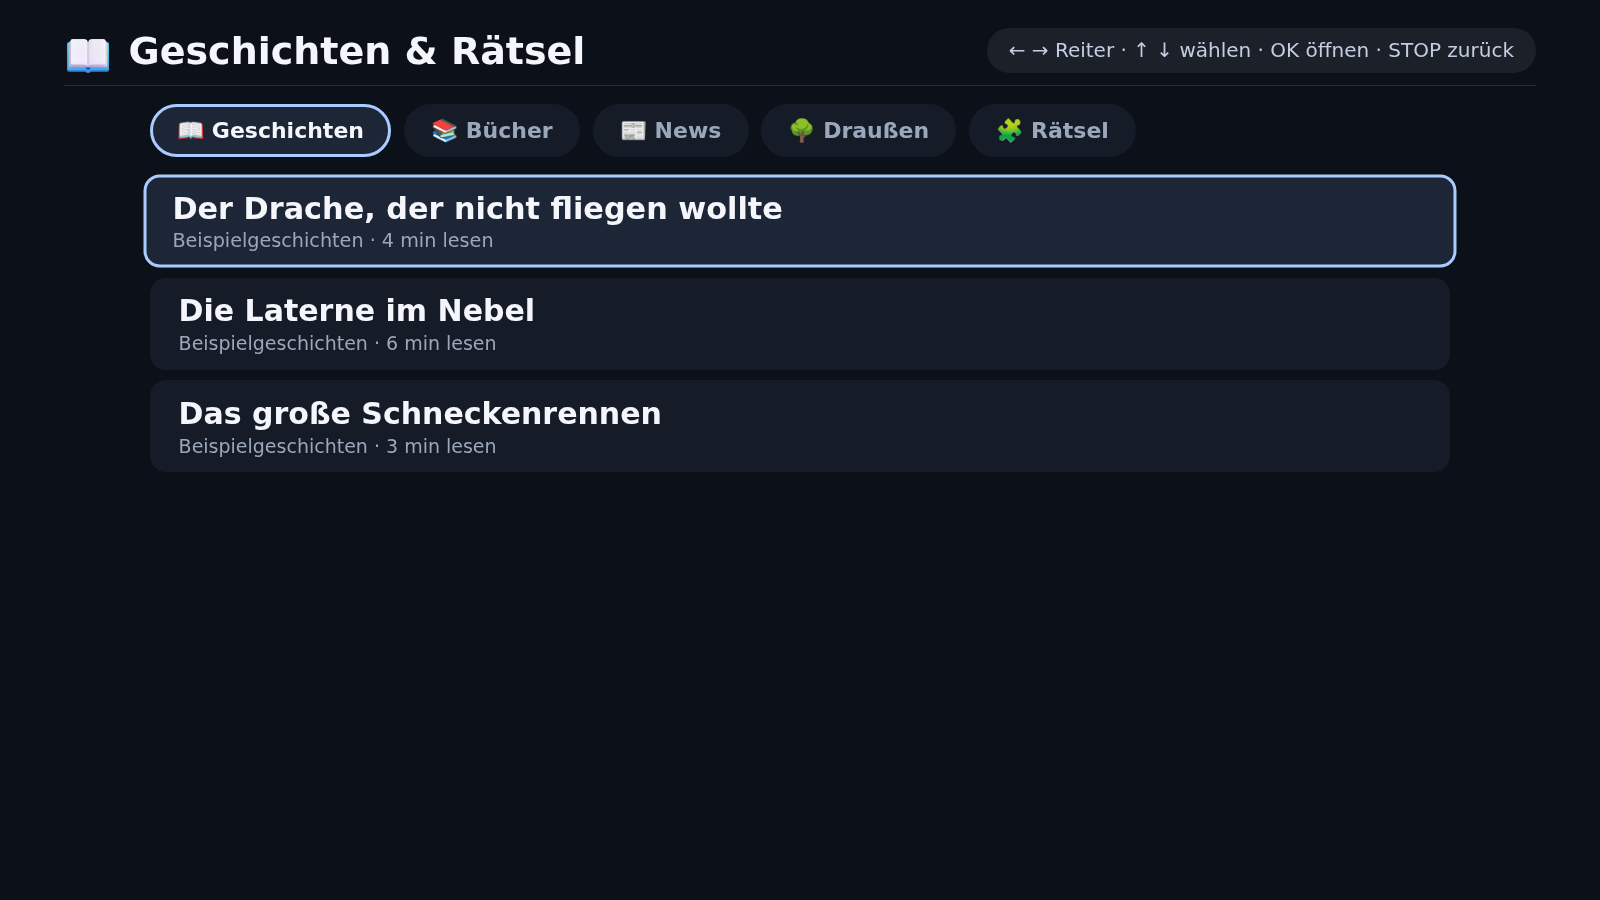 📖 Geschichten & Rätsel
← → Reiter · ↑ ↓ wählen · OK öffnen · STOP zurück
📖 Geschichten 📚 Bücher 📰 News 🌳 Draußen 🧩 Rätsel
Der Drache, der nicht fliegen wollte
Beispielgeschichten · 4 min lesen
Die Laterne im Nebel
Beispielgeschichten · 6 min lesen
Das große Schneckenrennen
Beispielgeschichten · 3 min lesen